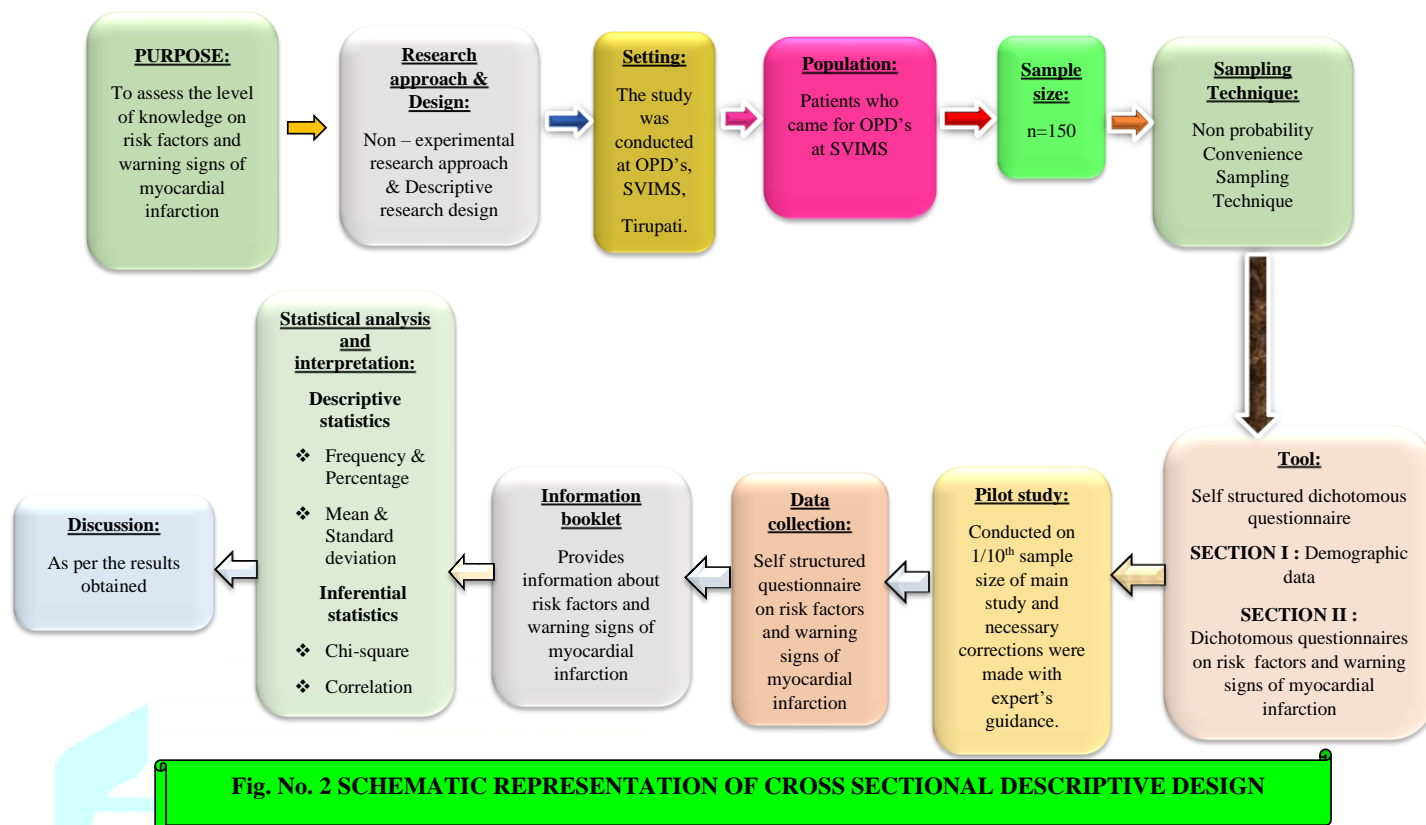 PURPOSE:
To assess the level
of knowledge on
risk factors and
warning signs of
myocardial
infarction
Research
approach &
Design:
Non – experimental
research approach
& Descriptive
research design
Setting:
The study
was
conducted
at OPD’s,
SVIMS,
Tirupati.
Population:
Patients who
came for OPD’s
at SVIMS
Sample
size:
n=150
Sampling
Technique:
Non probability
Convenience
Sampling
Technique
Tool:
Self structured dichotomous
questionnaire
SECTION I : Demographic
data
SECTION II :
Dichotomous questionnaires
on risk factors and warning
signs of myocardial
infarction
Pilot study:
Conducted on
1/10th sample
size of main
study and
necessary
corrections were
made with
expert’s
guidance.
Data
collection:
Self structured
questionnaire
on risk factors
and warning
signs of
myocardial
infarction
Information
booklet
Provides
information about
risk factors and
warning signs of
myocardial
infarction
Statistical analysis
and
interpretation:
Descriptive
statistics
❖ Frequency &
Percentage
❖ Mean &
Standard
deviation
Inferential
statistics
❖ Chi-square
❖ Correlation
Discussion:
As per the results
obtained
Fig. No. 2 SCHEMATIC REPRESENTATION OF CROSS SECTIONAL DESCRIPTIVE DESIGN